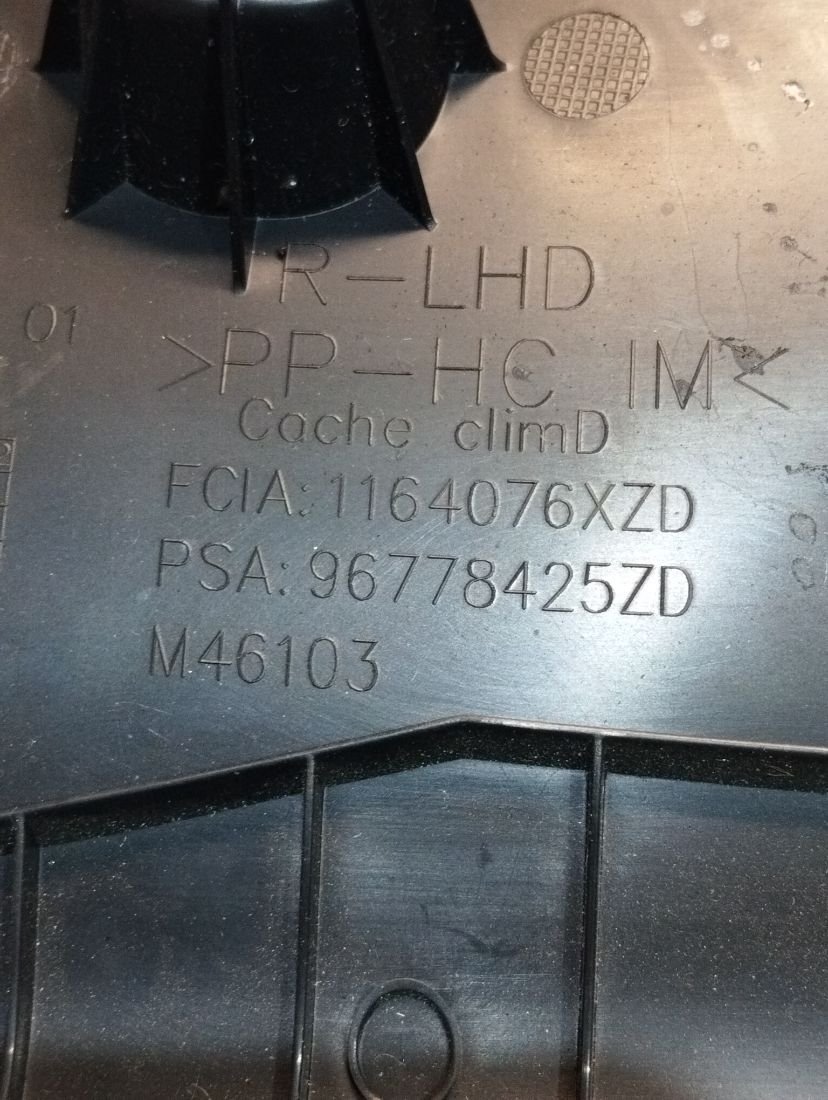 R-LHD
01
>PP-HC IM<
Cache climD
FCIA: 1164076XZD
PSA: 96778425ZD
M46103